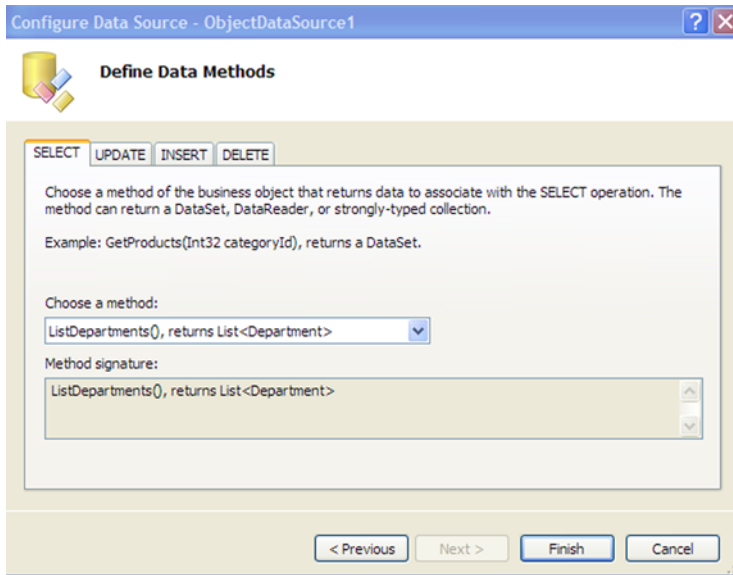 Configure Data Source - ObjectDataSource1
Define Data Methods
SELECT UPDATE INSERT DELETE
Choose a method of the business object that returns data to associate with the SELECT operation. The
method can return a DataSet, DataReader, or strongly-typed collection.
Example: GetProducts(Int32 categoryId), returns a DataSet.
Choose a method:
ListDepartments(), returns List<Department>
Method signature:
ListDepartments(), returns List<Department>
< Previous Next > Finish Cancel